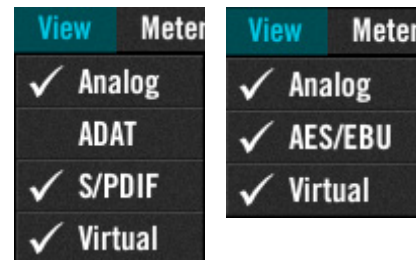 View Meter
Analog
ADAT
S/PDIF
Virtual
View Meter
Analog
AES/EBU
Virtual